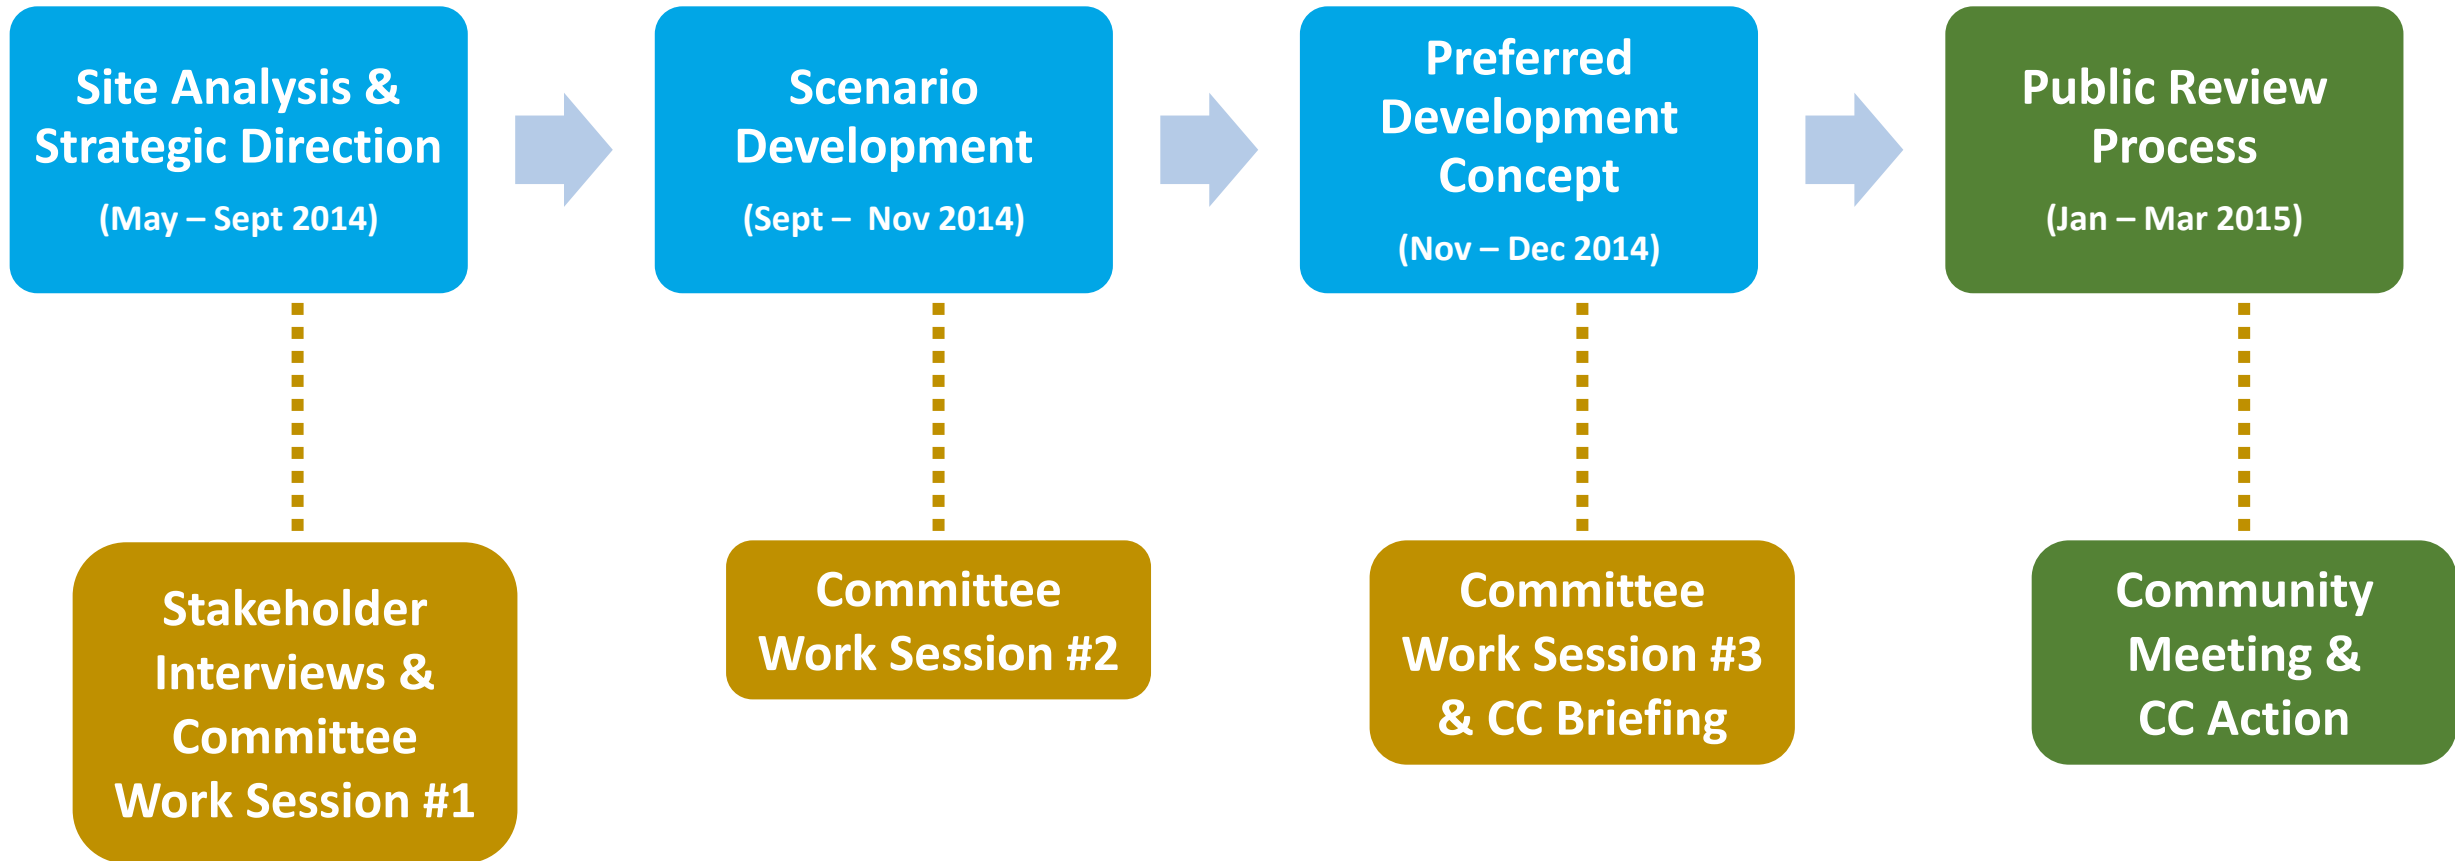 Site Analysis &
Strategic Direction
(May – Sept 2014)
Scenario
Development
(Sept –  Nov 2014)
Preferred
Development
Concept
(Nov – Dec 2014)
Public Review
Process
(Jan – Mar 2015)
Stakeholder
Interviews &
Committee
Work Session #1
Committee
Work Session #2
Committee
Work Session #3
& CC Briefing
Community
Meeting &
CC Action